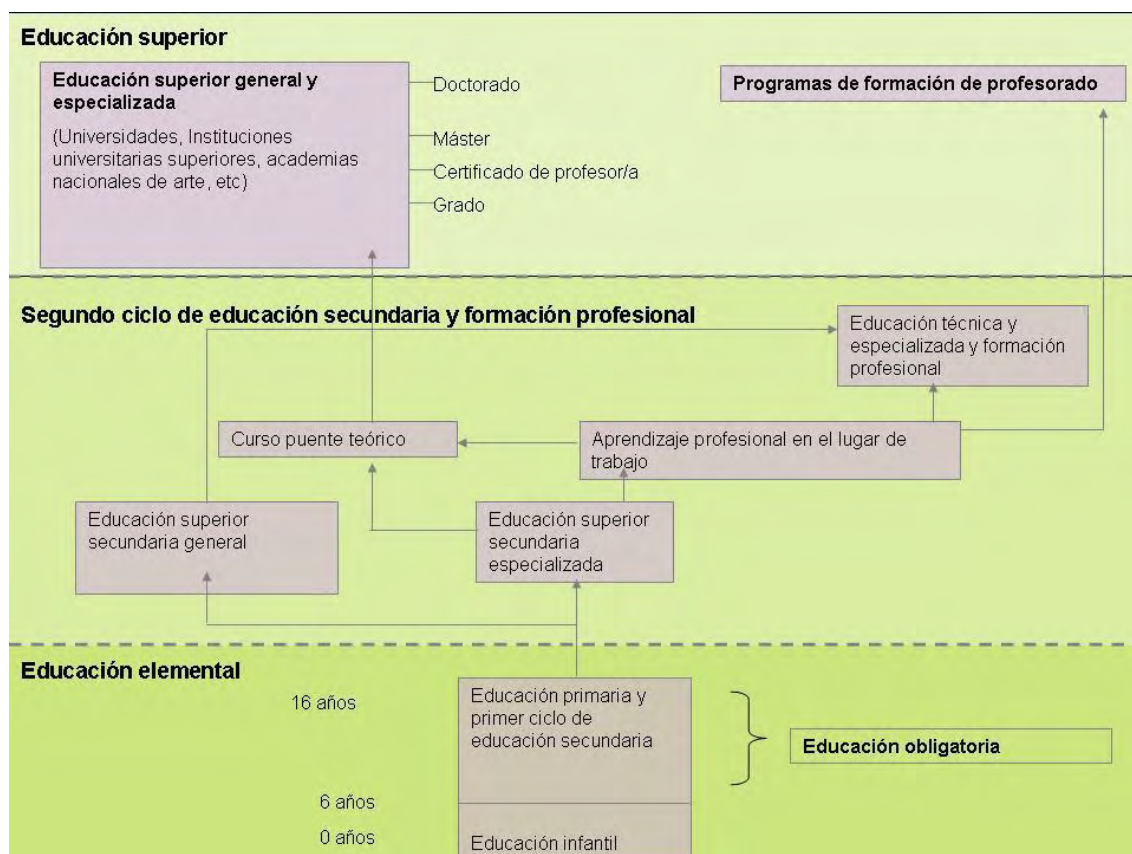 Educación superior
Educación superior general y
especializada
(Universidades, Instituciones
universitarias superiores, academias
nacionales de arte, etc)
Doctorado
Máster
Certificado de profesor/a
Grado
Programas de formación de profesorado
Segundo ciclo de educación secundaria y formación profesional
Educación técnica y
especializada y formación
profesional
Curso puente teórico
Aprendizaje profesional en el lugar de
trabajo
Educación superior
secundaria general
Educación superior
secundaria
especializada
Educación elemental
16 años
Educación primaria y
primer ciclo de
educación secundaria
Educación obligatoria
6 años
0 años
Educación infantil